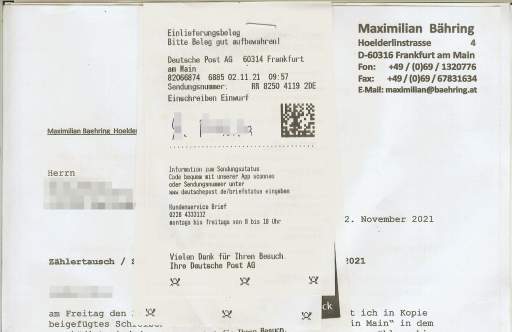 Einlieferungsbeleg
Bitte Beleg gut aufbewahren!
Deutsche Post AG 60314 Frankfurt
am Main
82066874 6885 02.11.21 09:57
Sendungsnummer: RR 8250 4119 2DE
Einschreiben Einwurf
Information zum Sendungsstatus
Code bequem mit unserer App scannen
oder Sendungsnummer unter
www.deutschepost.de/briefstatus eingeben
Kundenservice Brief
0228 4333112
montags bis freitags von 8 bis 18 Uhr
Vielen Dank für Ihren Besuch
Ihre Deutsche Post AG
Maximilian Bähring
Hoelderlinstrasse 4
D-60316 Frankfurt am Main
Fon: +49 / (0)69 / 1320776
Fax: +49 / (0)69 / 67831634
E-Mail: maximilian@baehring.at
Maximilian Baehring Hoelder
Herrn
2. November 2021
Zählertausch /
2021
am Freitag den
t ich in Kopie
beigefügtes
in Main" in dem
ck
Ihren Besuch.